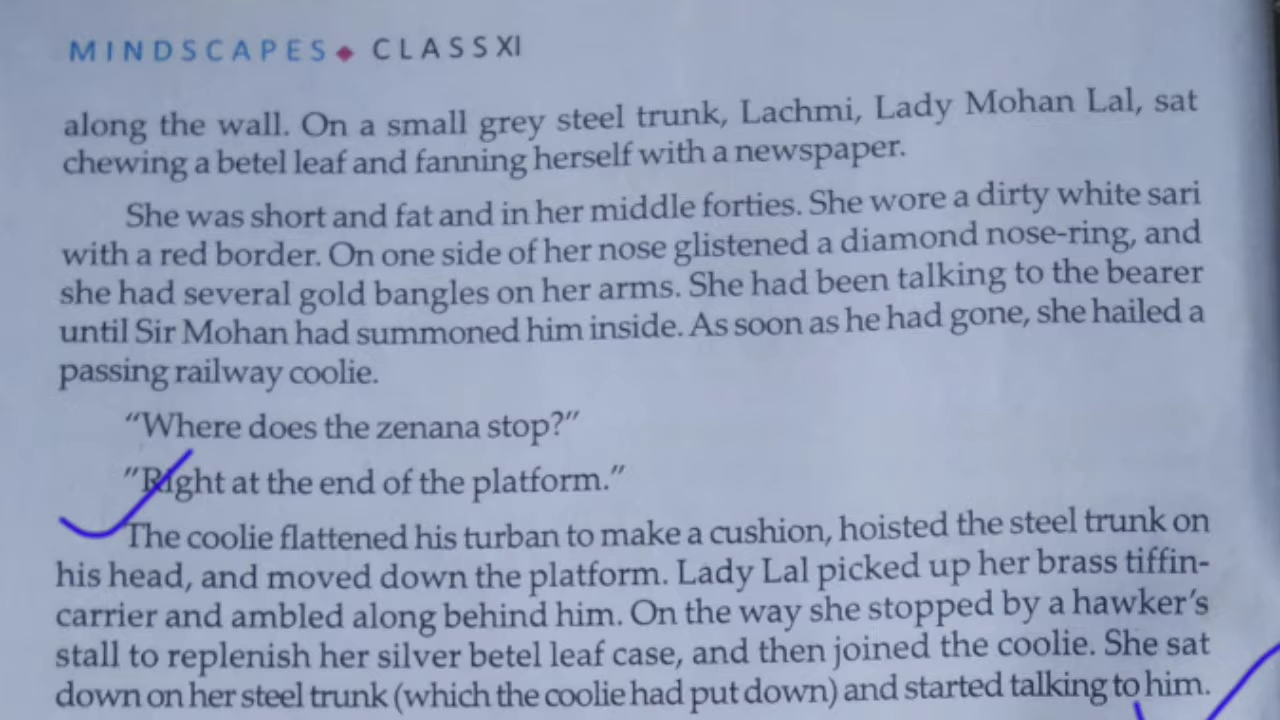 MINDSCAPES◆ CLASS XI
along the wall. On a small grey steel trunk, Lachmi, Lady Mohan Lal, sat
chewing a betel leaf and fanning herself with a newspaper.
She was short and fat and in her middle forties. She wore a dirty white sari
with a red border. On one side of her nose glistened a diamond nose-ring, and
she had several gold bangles on her arms. She had been talking to the bearer
until Sir Mohan had summoned him inside. As soon as he had gone, she hailed a
passing railway coolie.
“Where does the zenana stop?”
“Right at the end of the platform.”
The coolie flattened his turban to make a cushion, hoisted the steel trunk on
his head, and moved down the platform. Lady Lal picked up her brass tiffin-
carrier and ambled along behind him. On the way she stopped by a hawker’s
stall to replenish her silver betel leaf case, and then joined the coolie. She sat
down on her steel trunk (which the coolie had put down) and started talking to him.